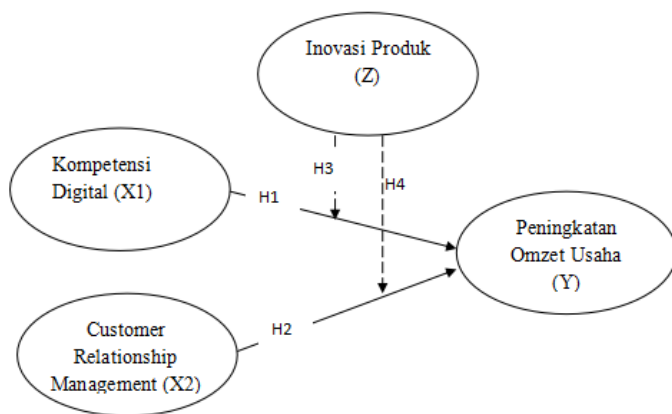 Inovasi Produk
(Z)
Kompetensi
Digital (X1)
H3
H4
H1
Peningkatan
Omzet Usaha
(Y)
Customer
Relationship
Management (X2)
H2